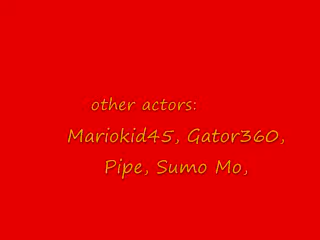 other actors:
Mariokid45, Gator360,
Pipe, Sumo Mo,